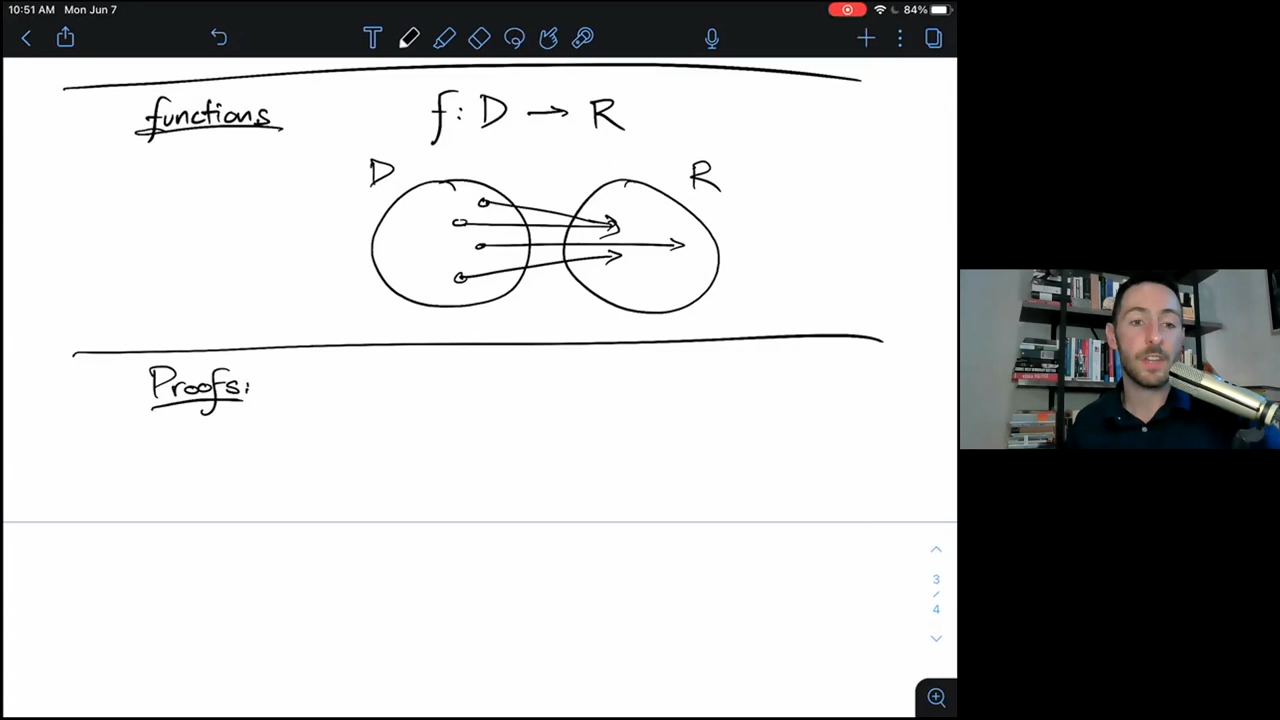 10:51 AM Mon Jun 7
84%
functions
f: D → R
D
R
Proofs:
3
/
4